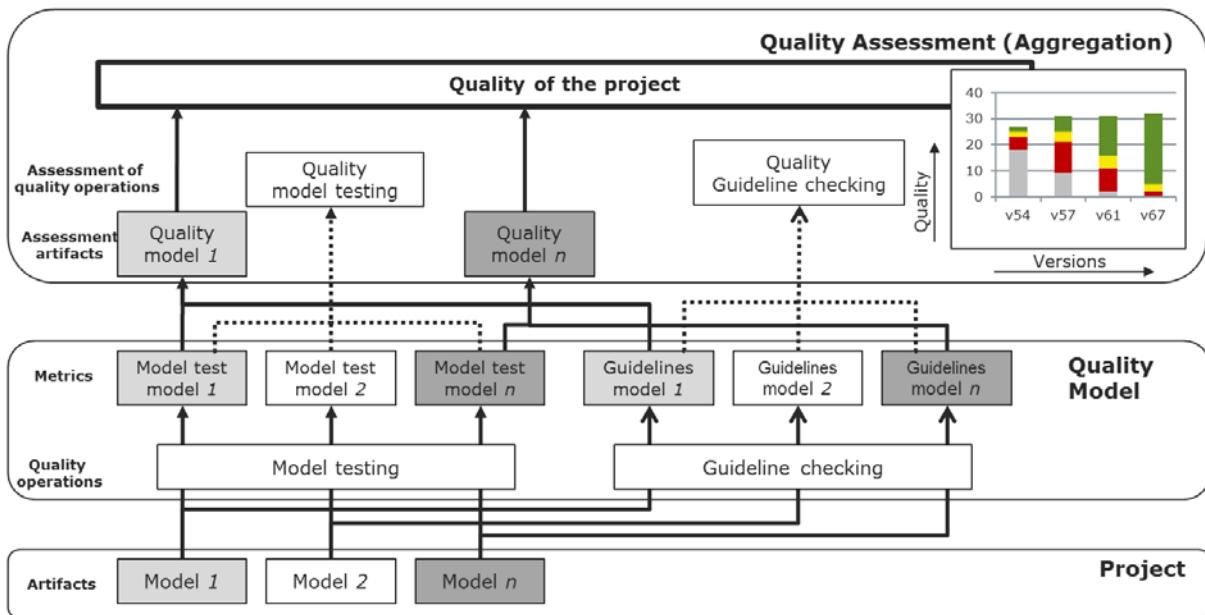 Quality Assessment (Aggregation)
Quality of the project
40
30
20
10
0
v54 v57 v61 v67
Quality
Versions
Assessment of
quality operations
Quality
model testing
Quality
Guideline checking
Assessment
artifacts
Quality
model 1
Quality
model n
Metrics
Model test
model 1
Model test
model 2
Model test
model n
Guidelines
model 1
Guidelines
model 2
Guidelines
model n
Quality
Model
Quality
operations
Model testing
Guideline checking
Project
Artifacts
Model 1
Model 2
Model n